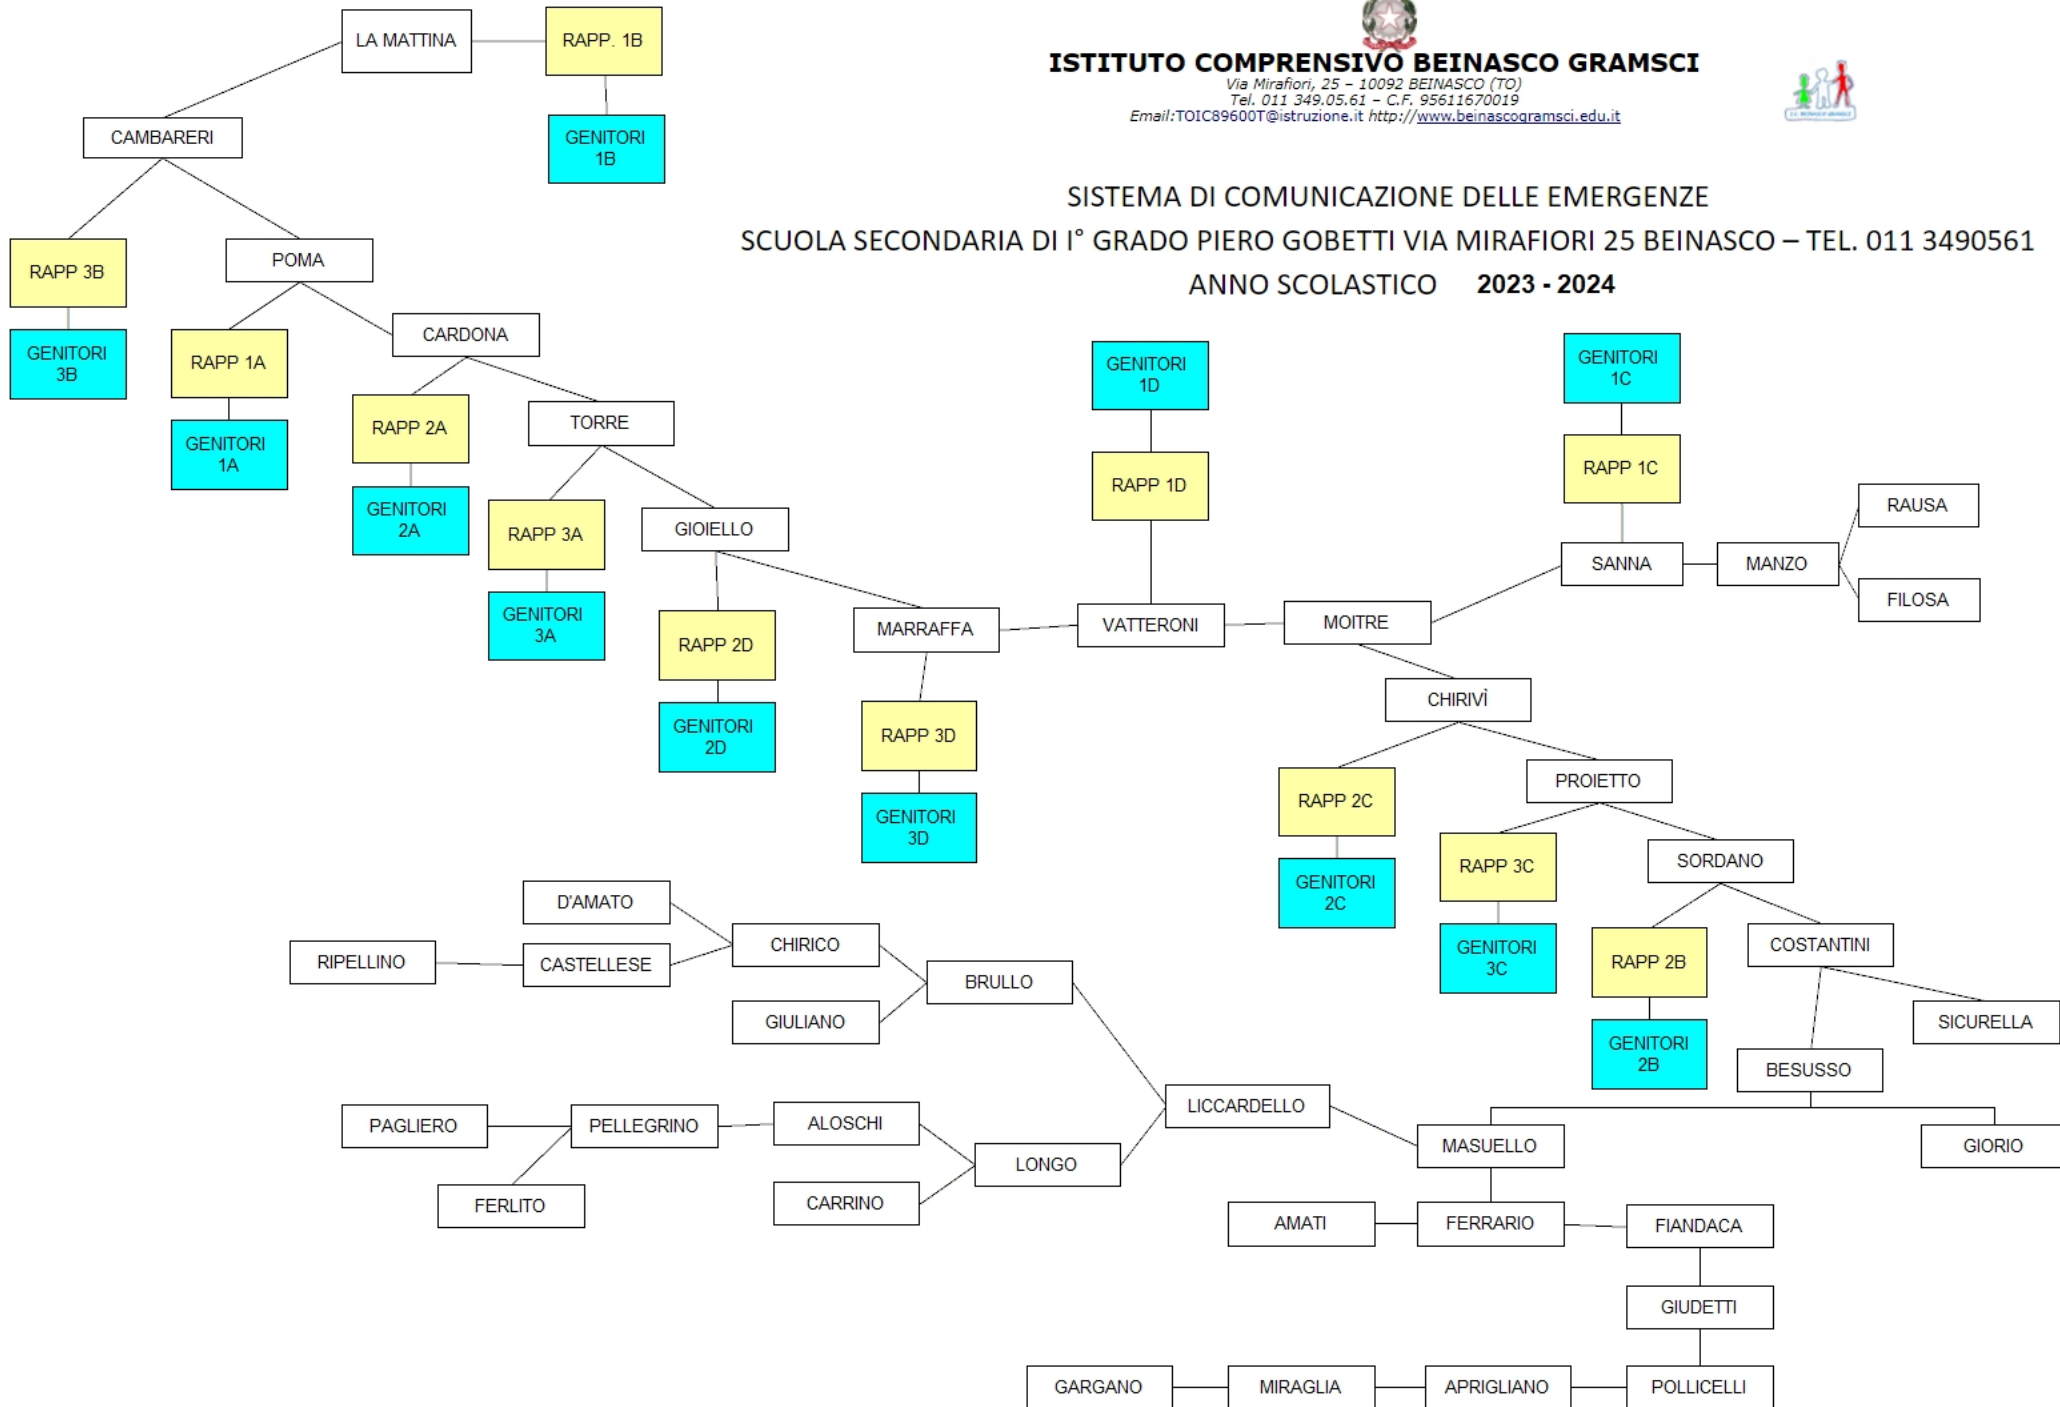 LA MATTINA
RAPP. 1B
ISTITUTO COMPRENSIVO BEINASCO GRAMSCI
Via Mirafiori, 25 – 10092 BEINASCO (TO)
Tel. 011 349.05.61 – C.F. 95611670019
Email:TOIC89600T@istruzione.it http://www.beinascogramsci.edu.it
CAMBARERI
GENITORI
1B
SISTEMA DI COMUNICAZIONE DELLE EMERGENZE
SCUOLA SECONDARIA DI I° GRADO PIERO GOBETTI VIA MIRAFIORI 25 BEINASCO – TEL. 011 3490561
ANNO SCOLASTICO 2023 - 2024
RAPP 3B
POMA
GENITORI
3B
RAPP 1A
CARDONA
GENITORI
1A
RAPP 2A
TORRE
GENITORI
2A
RAPP 3A
GIOIELLO
GENITORI
3A
RAPP 2D
GENITORI
2D
MARRAFFA
RAPP 3D
GENITORI
3D
GENITORI
1D
RAPP 1D
VATTERONI
MOITRE
GENITORI
1C
RAPP 1C
SANNA
MANZO
RAUSA
FILOSA
CHIRIVÌ
RAPP 2C
GENITORI
2C
PROIETTO
RAPP 3C
GENITORI
3C
SORDANO
RAPP 2B
GENITORI
2B
COSTANTINI
SICURELLA
BESUSSO
D'AMATO
RIPELLINO
CASTELLESE
CHIRICO
GIULIANO
BRULLO
LICCARDELLO
PAGLIERO
PELLEGRINO
ALOSCHI
FERLITO
CARRINO
LONGO
MASUELLO
GIORIO
AMATI
FERRARIO
FIANDACA
GIUDETTI
GARGANO
MIRAGLIA
APRIGLIANO
POLLICELLI